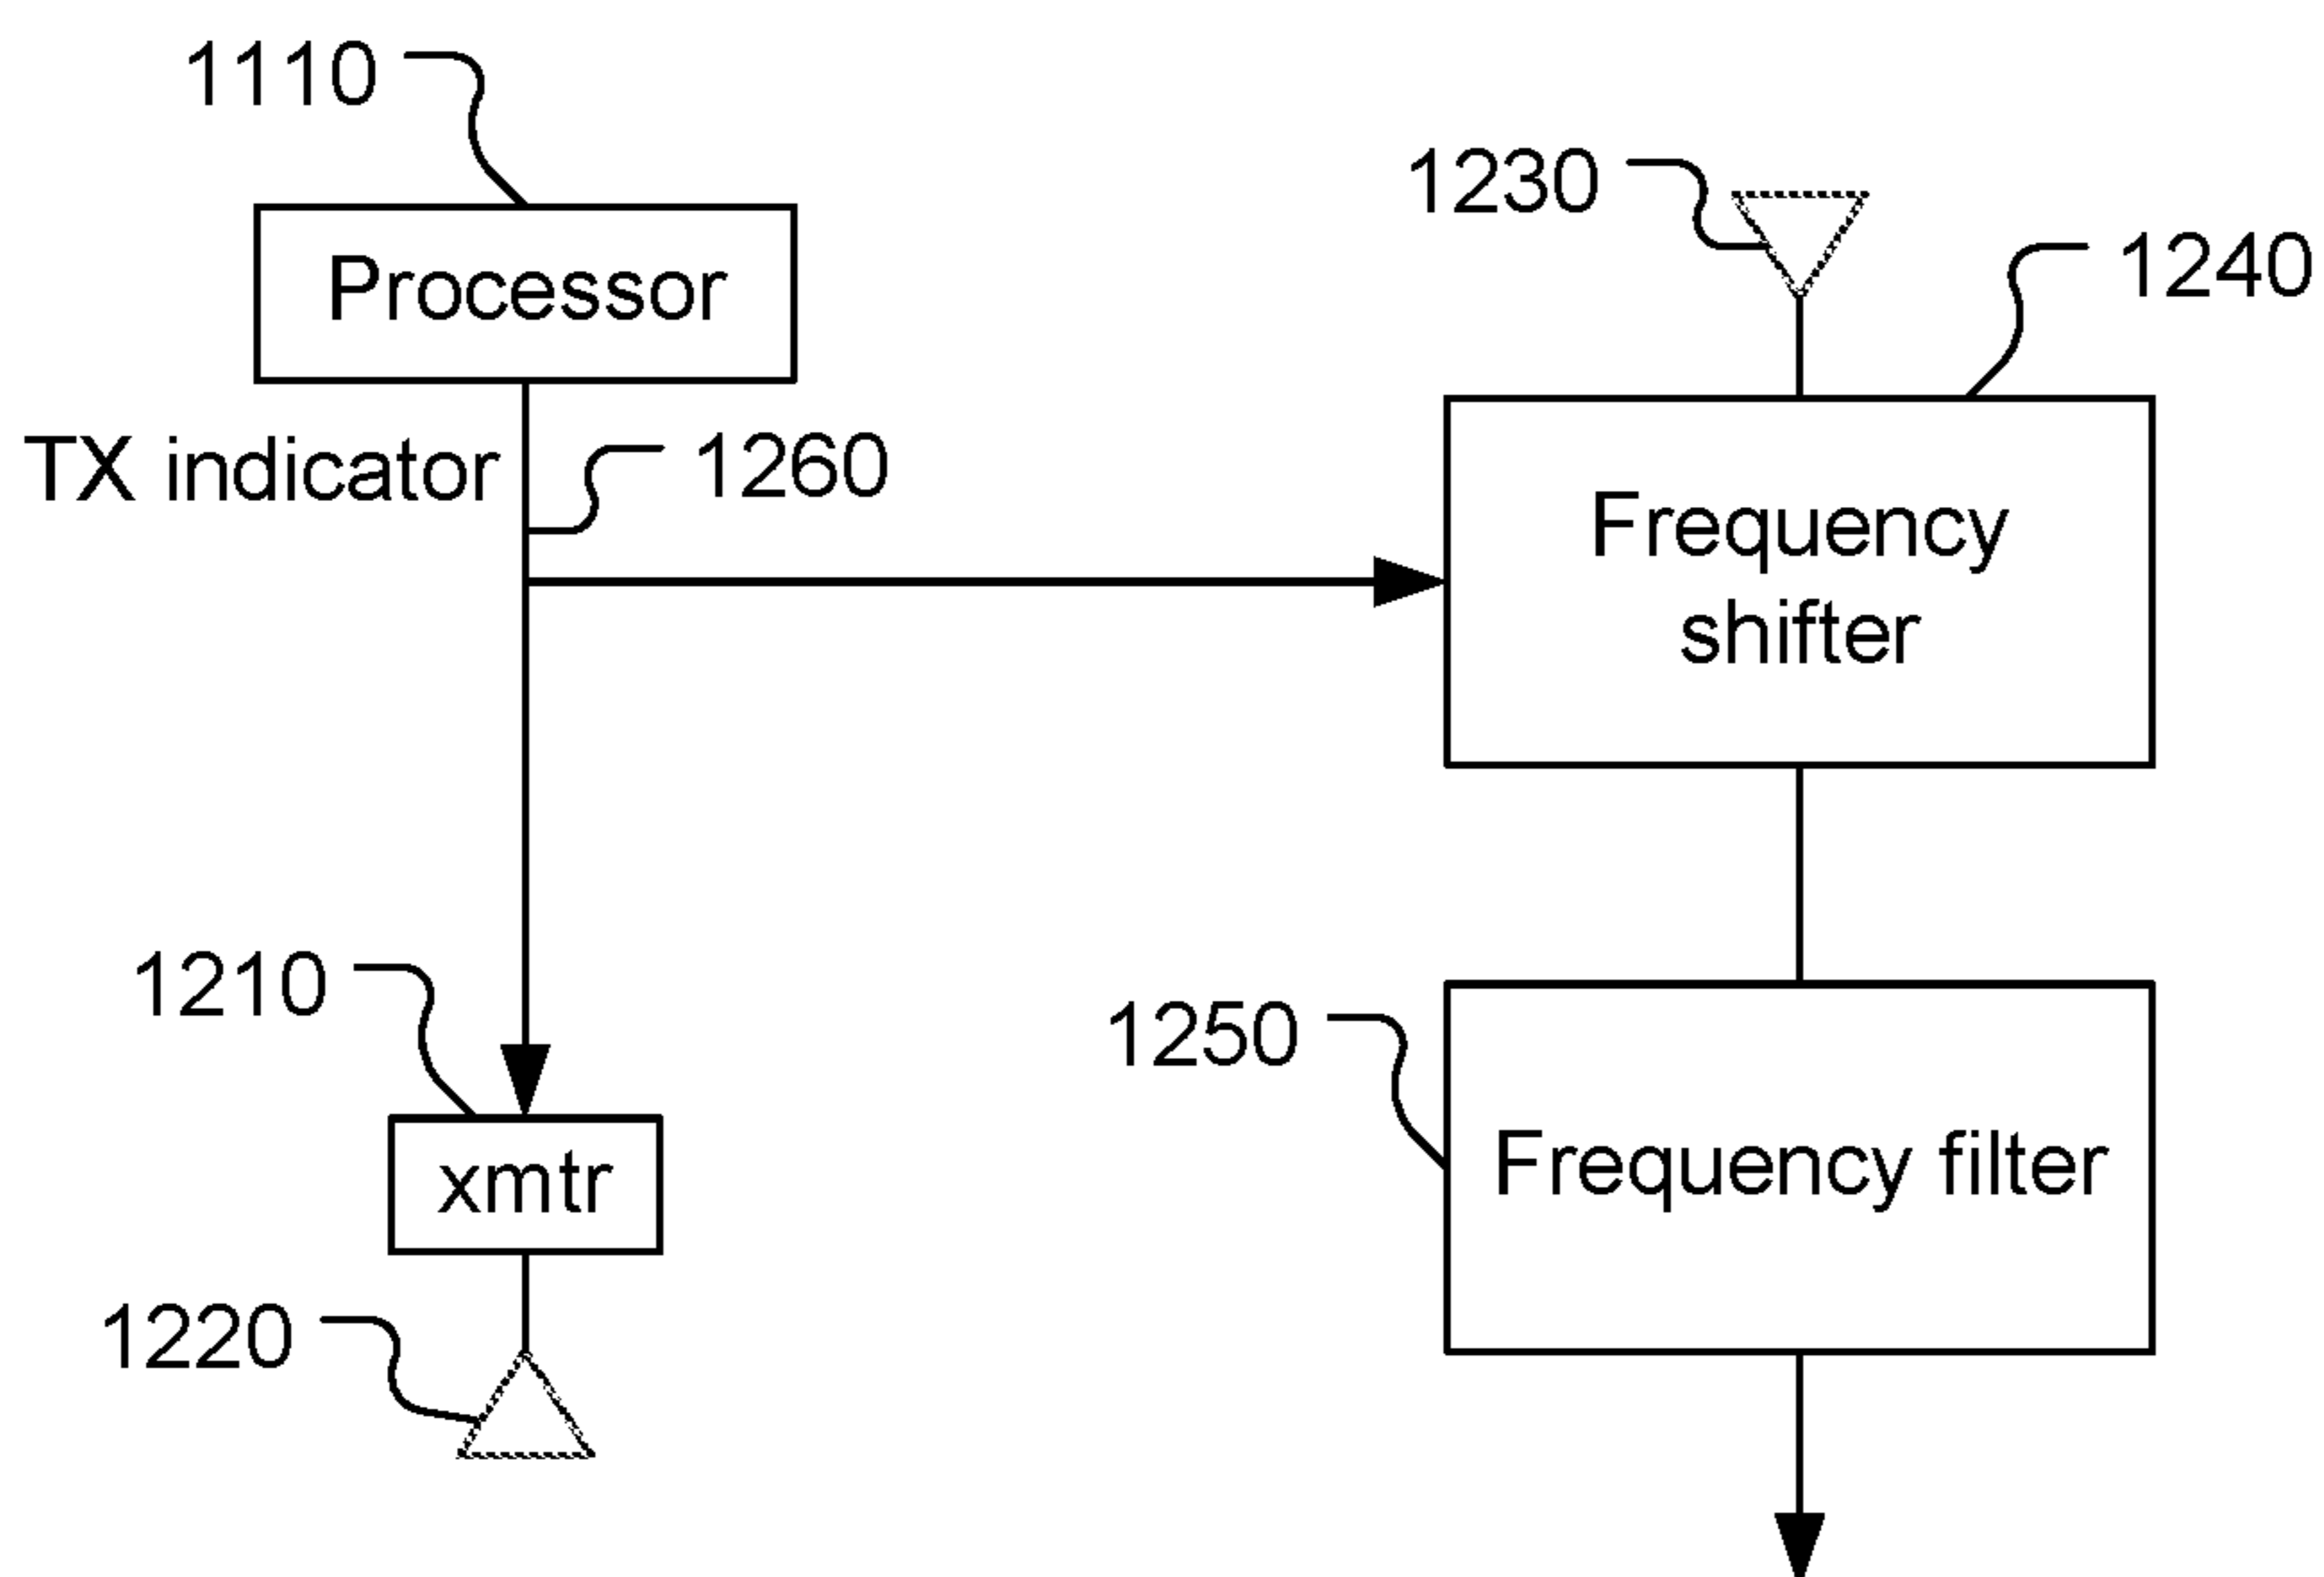 1110
Processor
1230
1240
TX indicator
1260
Frequency
shifter
1210
xmtr
1250
Frequency filter
1220